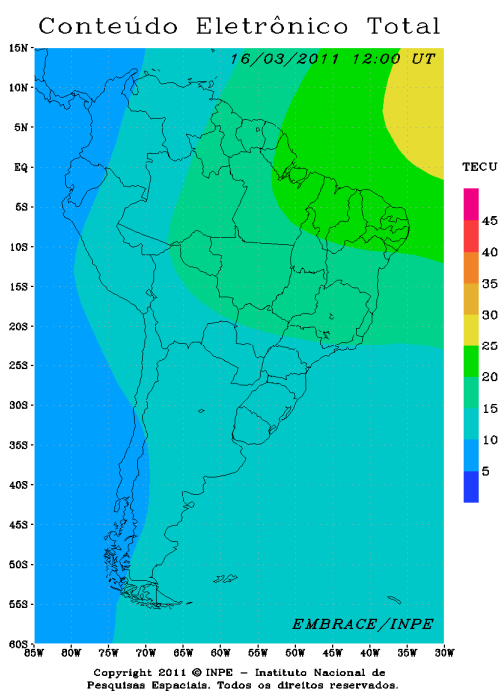 Conteúdo Eletrônico Total
16/03/2011 12:00 UT
15N
10N
5N
EQ
5S
10S
15S
20S
25S
30S
35S
40S
45S
50S
55S
60S
85W 80W 75W 70W 65W 60W 55W 50W 45W 40W 35W 30W
TECU
45
40
35
30
25
20
15
10
5
EMBRACE/INPE
Copyright 2011 © INPE – Instituto Nacional de
Pesquisas Espaciais. Todos os direitos reservados.